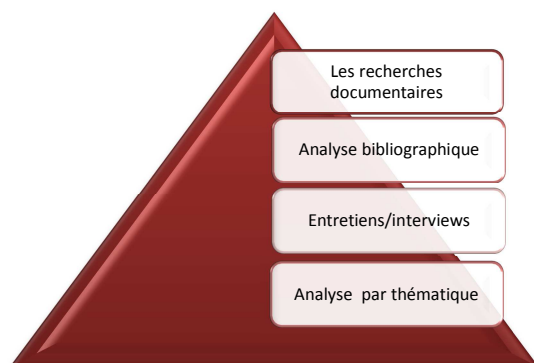 Les recherches
documentaires
Analyse bibliographique
Entretiens/interviews
Analyse par thématique